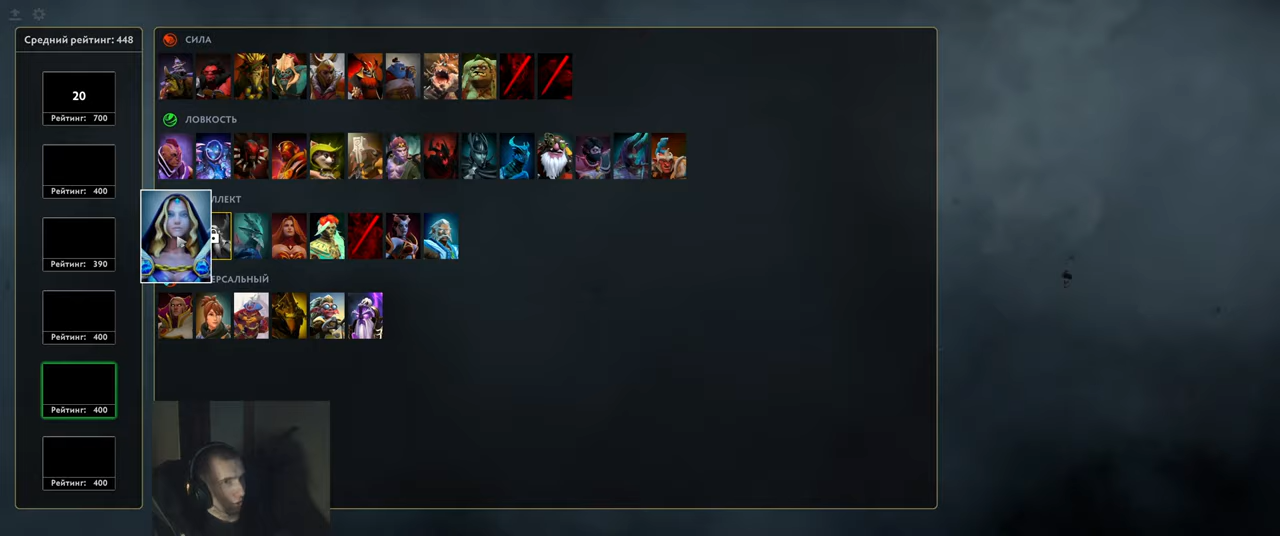 Средний рейтинг: 448
20
Рейтинг: 700
Рейтинг: 400
Рейтинг: 390
Рейтинг: 400
Рейтинг: 400
Рейтинг: 400
СИЛА
ЛОВКОСТЬ
ЛЛЕКТ
ЕРСАЛЬНЫЙ